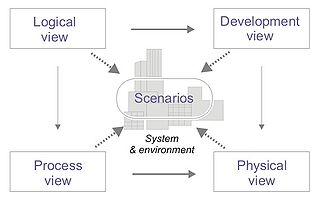 Logical
view
Development
view
Scenarios
System
& environment
Process
view
Physical
view